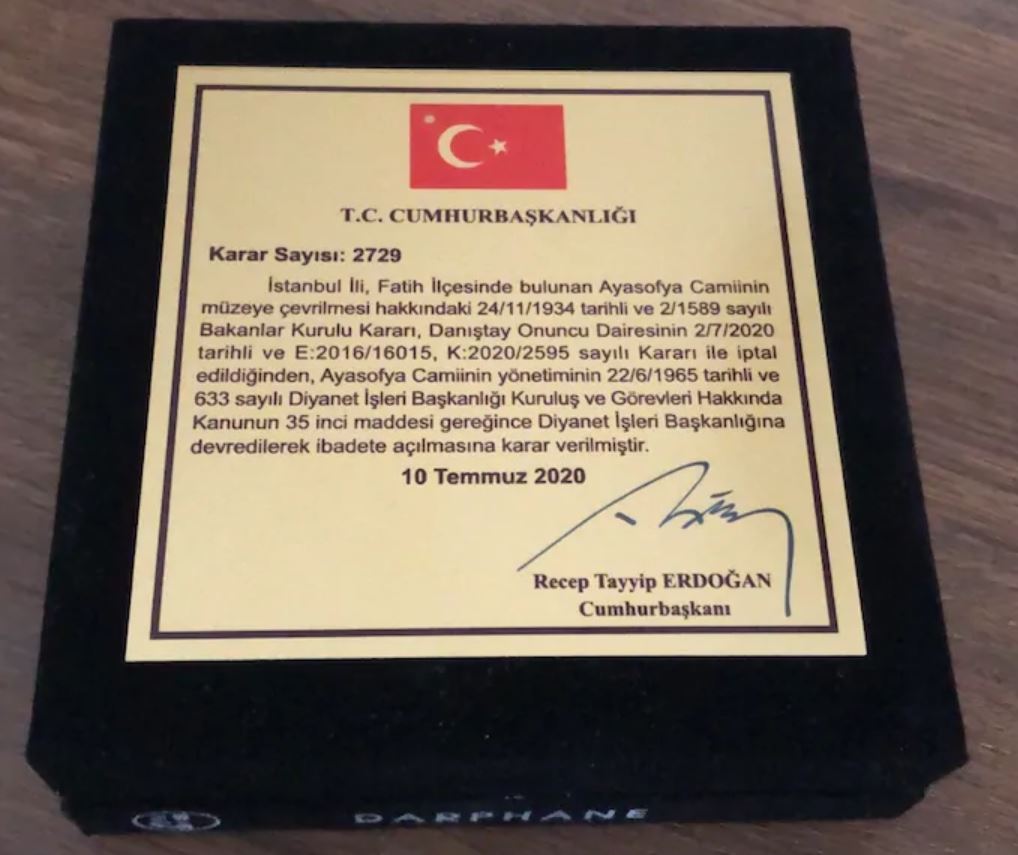 T.C. CUMHURBAŞKANLIĞI
Karar Sayısı: 2729
İstanbul İli, Fatih İlçesinde bulunan Ayasofya Camiinin
müzeye çevrilmesi hakkındaki 24/11/1934 tarihli ve 2/1589 sayılı
Bakanlar Kurulu Kararı, Danıştay Onuncu Dairesinin 2/7/2020
tarihli ve E:2016/16015, K:2020/2595 sayılı Kararı ile iptal
edildiğinden, Ayasofya Camiinin yönetiminin 22/6/1965 tarihli ve
633 sayılı Diyanet İşleri Başkanlığı Kuruluş ve Görevleri Hakkında
Kanunun 35 inci maddesi gereğince Diyanet İşleri Başkanlığına
devredilerek ibadete açılmasına karar verilmiştir.
10 Temmuz 2020
Recep Tayyip ERDOĞAN
Cumhurbaşkanı
DARPHANE